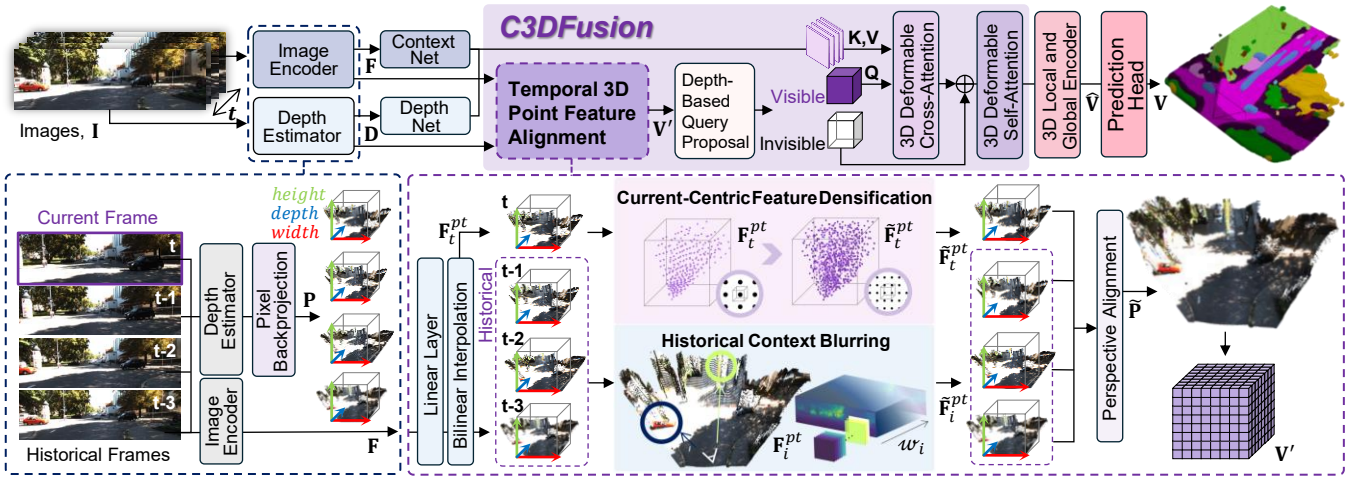 C3DFusion
Images, I
t
Image
Encoder
Depth
Estimator
F
D
Context
Net
Depth
Net
Temporal 3D
Point Feature
Alignment
V′
Depth-
Based
Query
Proposal
K,V
Q
Visible
Invisible
3D Deformable
Cross-Attention
3D Deformable
Self-Attention
3D Local and
Global Encoder
V̂
Prediction
Head
V
Current Frame
t
t-1
t-2
t-3
Historical Frames
Depth
Estimator
Pixel
Backprojection
Image
Encoder
height
depth
width
P
F
Linear Layer
Bilinear Interpolation
F_t^{pt}
Historical
t
t-1
t-2
t-3
Current-Centric Feature Densification
F_t^{pt}
F̃_t^{pt}
Historical Context Blurring
F_i^{pt}
w_i
F̃_t^{pt}
F̃_i^{pt}
Perspective Alignment
P̃
V′